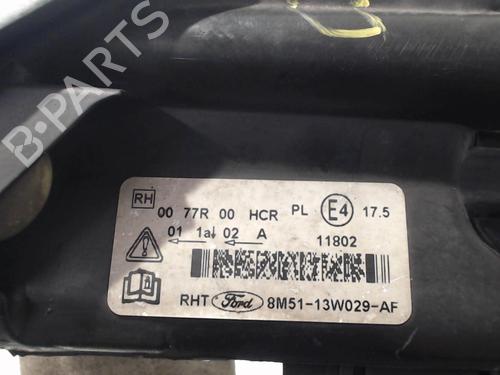 B-PARTS
RH 00 77R 00 HCR PL E4 17.5
01 1a 02 A 11802
RHT Ford 8M51-13W029-AF